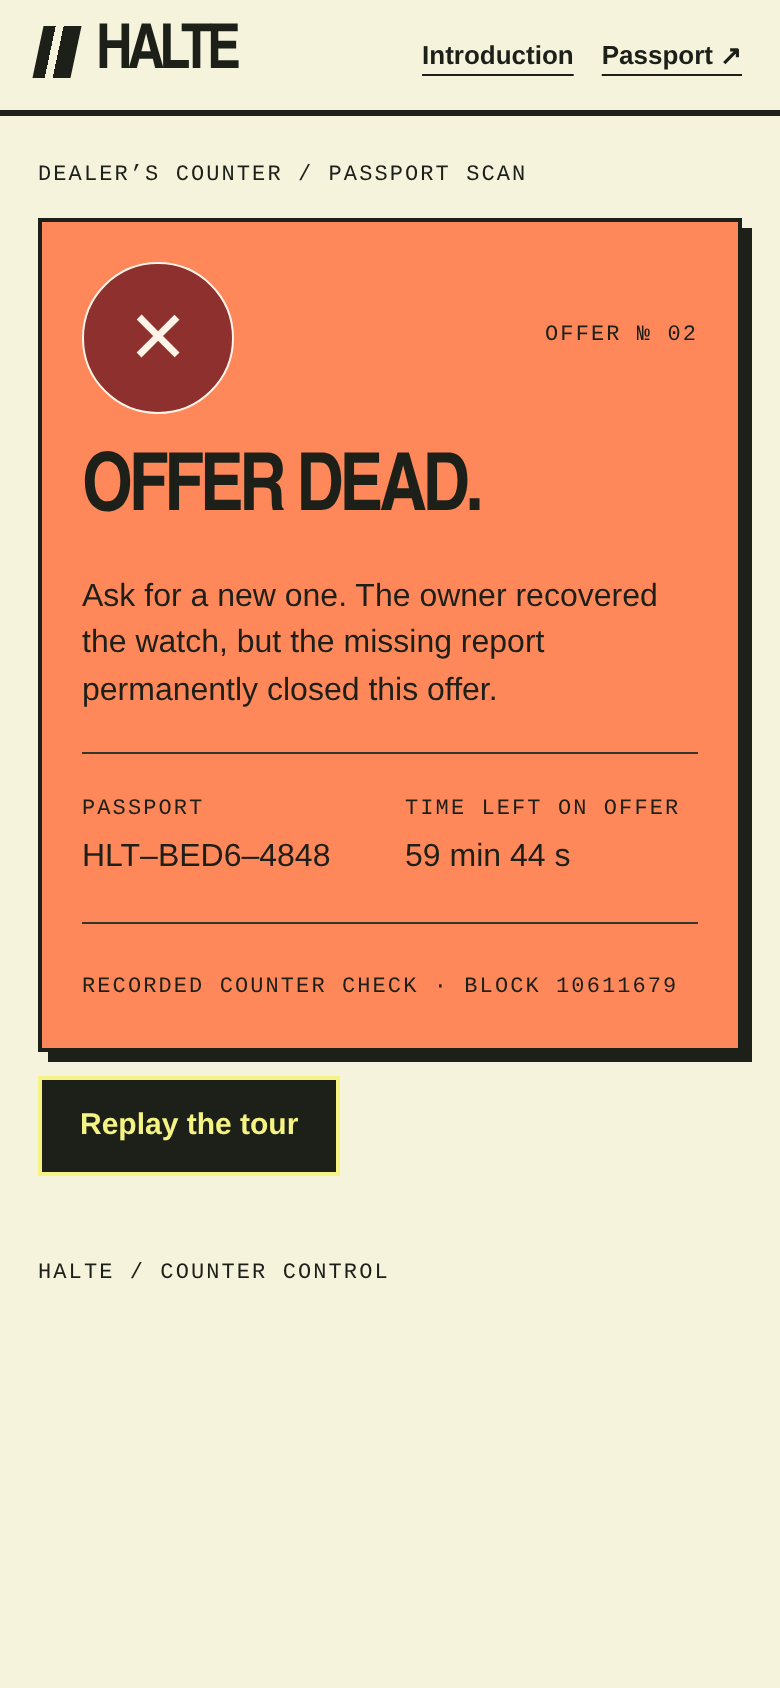 HALTE
Introduction
Passport ↗
DEALER’S COUNTER / PASSPORT SCAN
OFFER № 02
OFFER DEAD.
Ask for a new one. The owner recovered
the watch, but the missing report
permanently closed this offer.
PASSPORT
HLT–BED6–4848
TIME LEFT ON OFFER
59 min 44 s
RECORDED COUNTER CHECK · BLOCK 10611679
Replay the tour
HALTE / COUNTER CONTROL